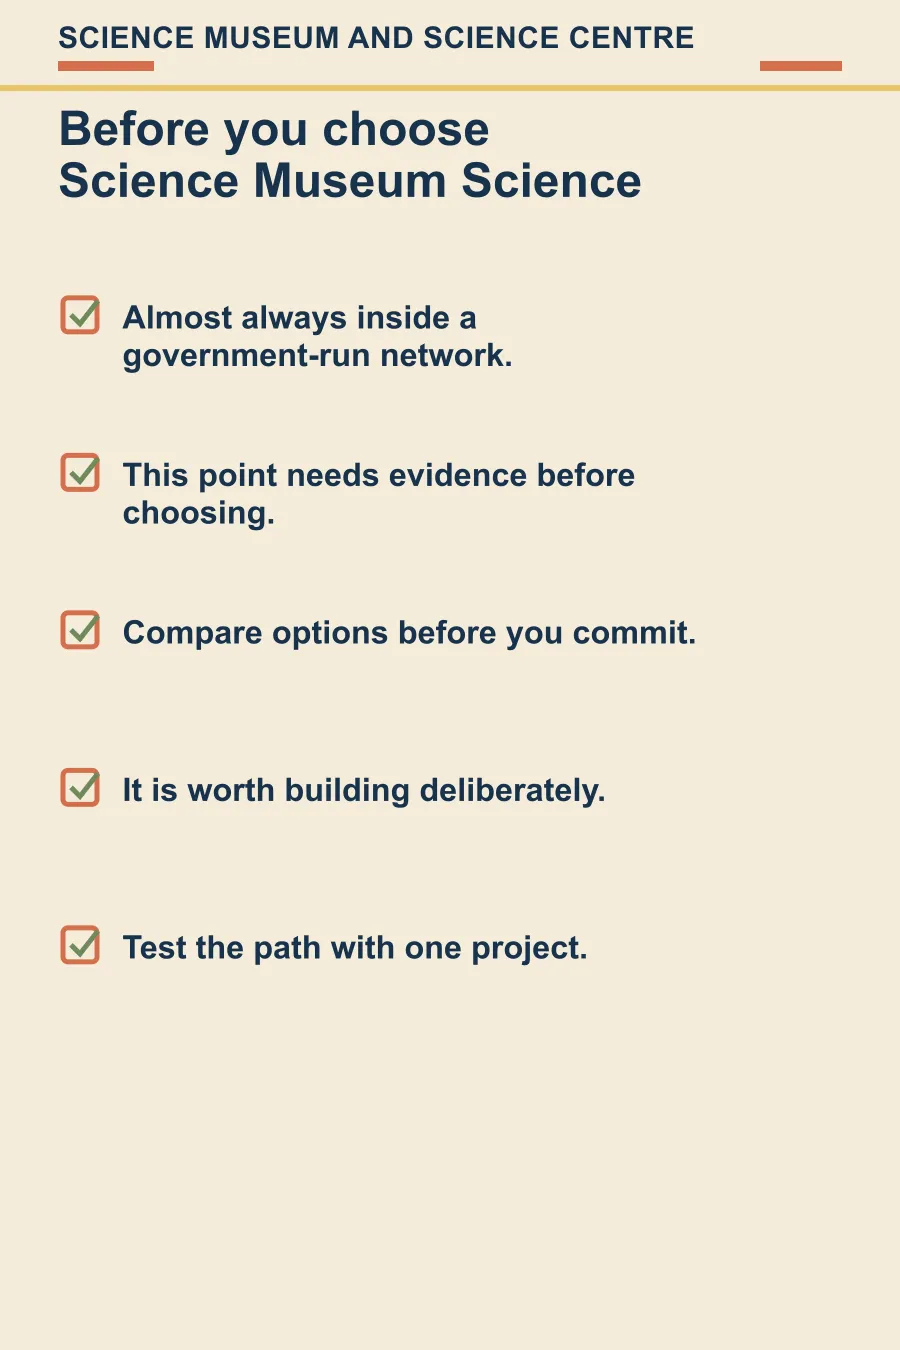 SCIENCE MUSEUM AND SCIENCE CENTRE
Before you choose
Science Museum Science
Almost always inside a
government-run network.
This point needs evidence before
choosing.
Compare options before you commit.
It is worth building deliberately.
Test the path with one project.